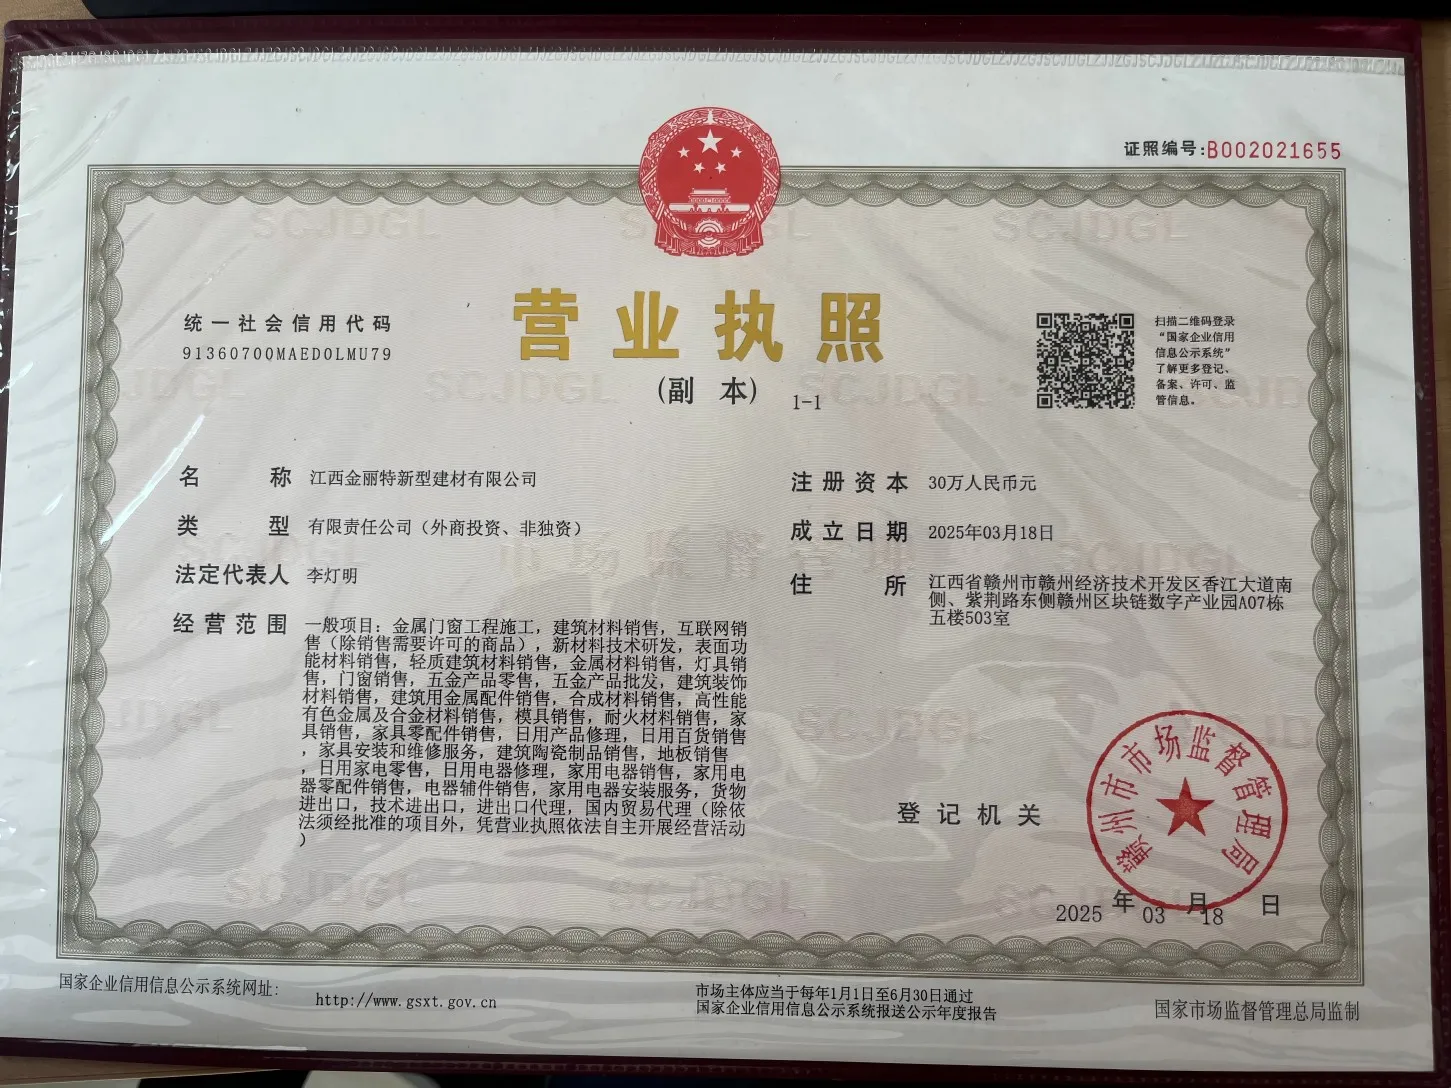 证照编号:B002021655
统一社会信用代码
91360700MAED0LMU79
营业执照
(副 本) 1-1
扫描二维码登录
“国家企业信用
信息公示系统”
了解更多登记、
备案、许可、监
管信息。
名称 江西金丽特新型建材有限公司
类型 有限责任公司（外商投资、非独资）
法定代表人 李灯明
经营范围 一般项目：金属门窗工程施工，建筑材料销售，互联网销
售（除销售需要许可的商品），新材料技术研发，表面功
能材料销售，轻质建筑材料销售，金属材料销售，灯具销
售，门窗销售，五金产品零售，五金产品批发，建筑装饰
材料销售，建筑用金属配件销售，合成材料销售，高性能
有色金属及合金材料销售，模具销售，耐火材料销售，家
具销售，家具零配件销售，日用产品修理，日用百货销售
，家具安装和维修服务，建筑陶瓷制品销售，地板销售
，日用家电零售，日用电器修理，家用电器销售，家用电
器零配件销售，电器辅件销售，家用电器安装服务，货物
进出口，技术进出口，进出口代理，国内贸易代理（除依
法须经批准的项目外，凭营业执照依法自主开展经营活动
）
注册资本 30万人民币元
成立日期 2025年03月18日
住所 江西省赣州市赣州经济技术开发区香江大道南
侧、紫荆路东侧赣州区块链数字产业园A07栋
五楼503室
登记机关
赣州市市场监督管理局
2025年03月18日
国家企业信用信息公示系统网址：
http://www.gsxt.gov.cn
市场主体应当于每年1月1日至6月30日通过
国家企业信用信息公示系统报送公示年度报告
国家市场监督管理总局监制